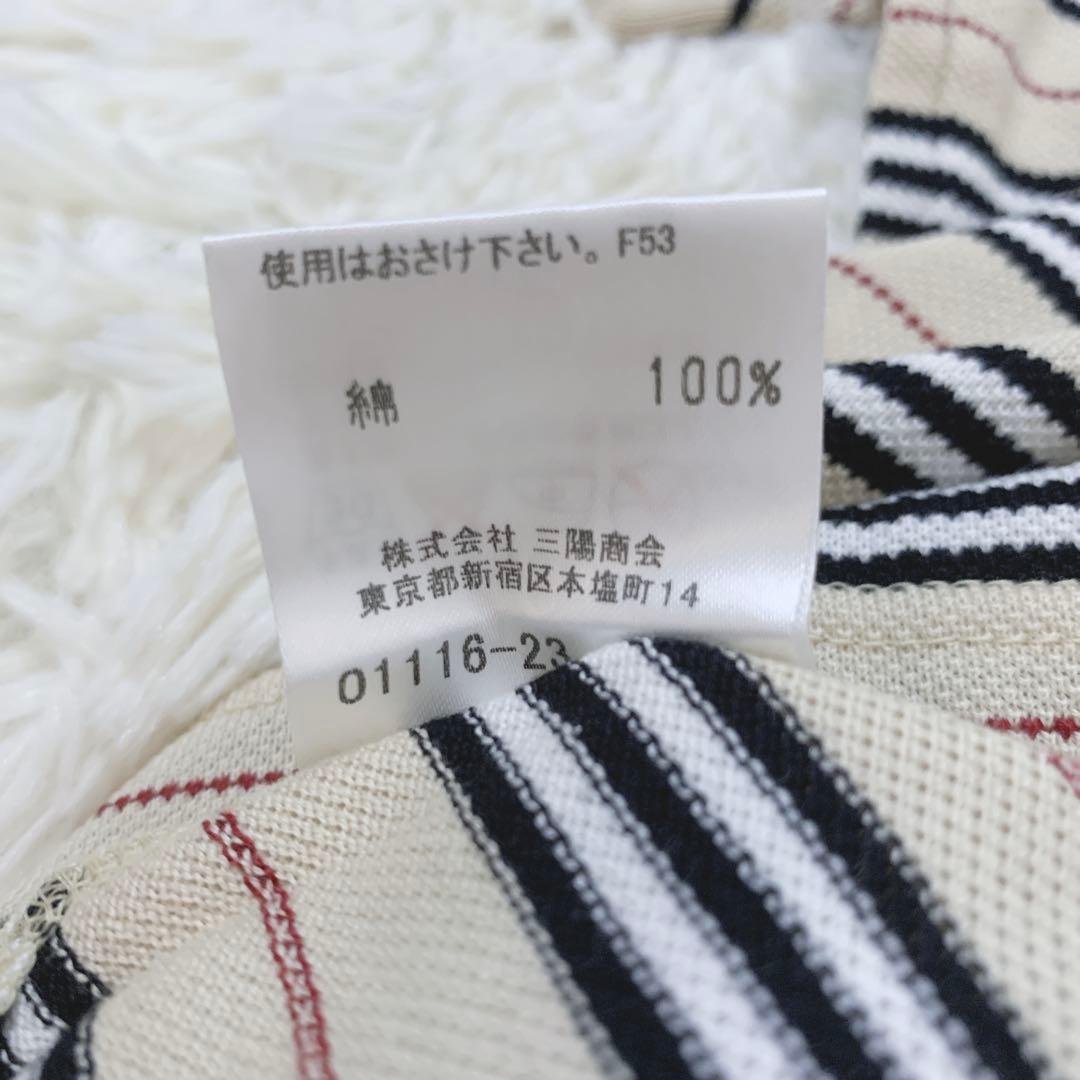 使用はおさけ下さい。F53
綿 100%
株式会社 三陽商会
東京都新宿区本塩町14
01116-23